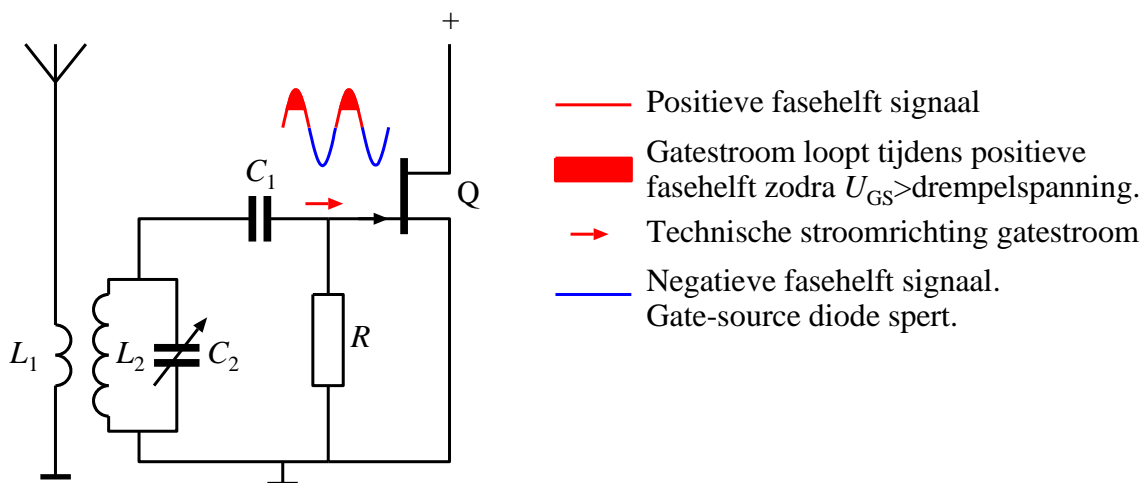 +
C1
Q
L1
L2
C2
R
Positieve fasehelft signaal
Gatestroom loopt tijdens positieve
fasehelft zodra UGS>drempelspanning.
Technische stroomrichting gatestroom
Negatieve fasehelft signaal.
Gate-source diode spert.